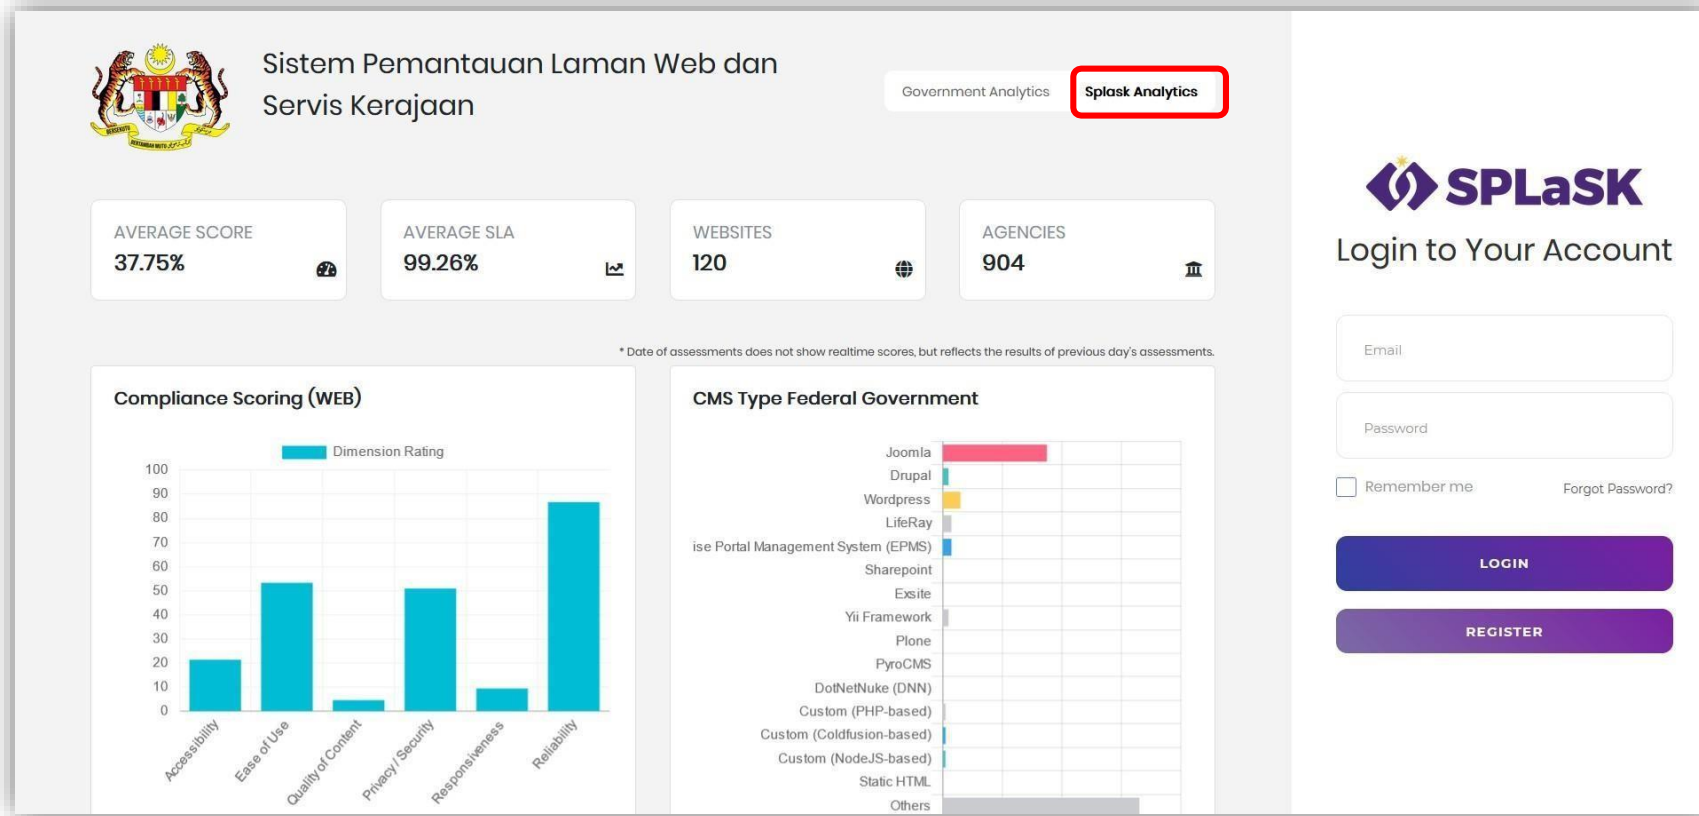 Sistem Pemantauan Laman Web dan
Servis Kerajaan
Government Analytics
Splask Analytics
BERSEKUTU
BERTAMBAH MUTU
AVERAGE SCORE
37.75%
AVERAGE SLA
99.26%
WEBSITES
120
AGENCIES
904
* Date of assessments does not show realtime scores, but reflects the results of previous day's assessments.
Compliance Scoring (WEB)
Dimension Rating
100
90
80
70
60
50
40
30
20
10
0
Accessibility
Ease of Use
Quality of Content
Privacy / Security
Responsiveness
Reliability
CMS Type Federal Government
Joomla
Drupal
Wordpress
LifeRay
ise Portal Management System (EPMS)
Sharepoint
Exsite
Yii Framework
Plone
PyroCMS
DotNetNuke (DNN)
Custom (PHP-based)
Custom (Coldfusion-based)
Custom (NodeJS-based)
Static HTML
Others
SPLaSK
Login to Your Account
Email
Password
Remember me
Forgot Password?
LOGIN
REGISTER